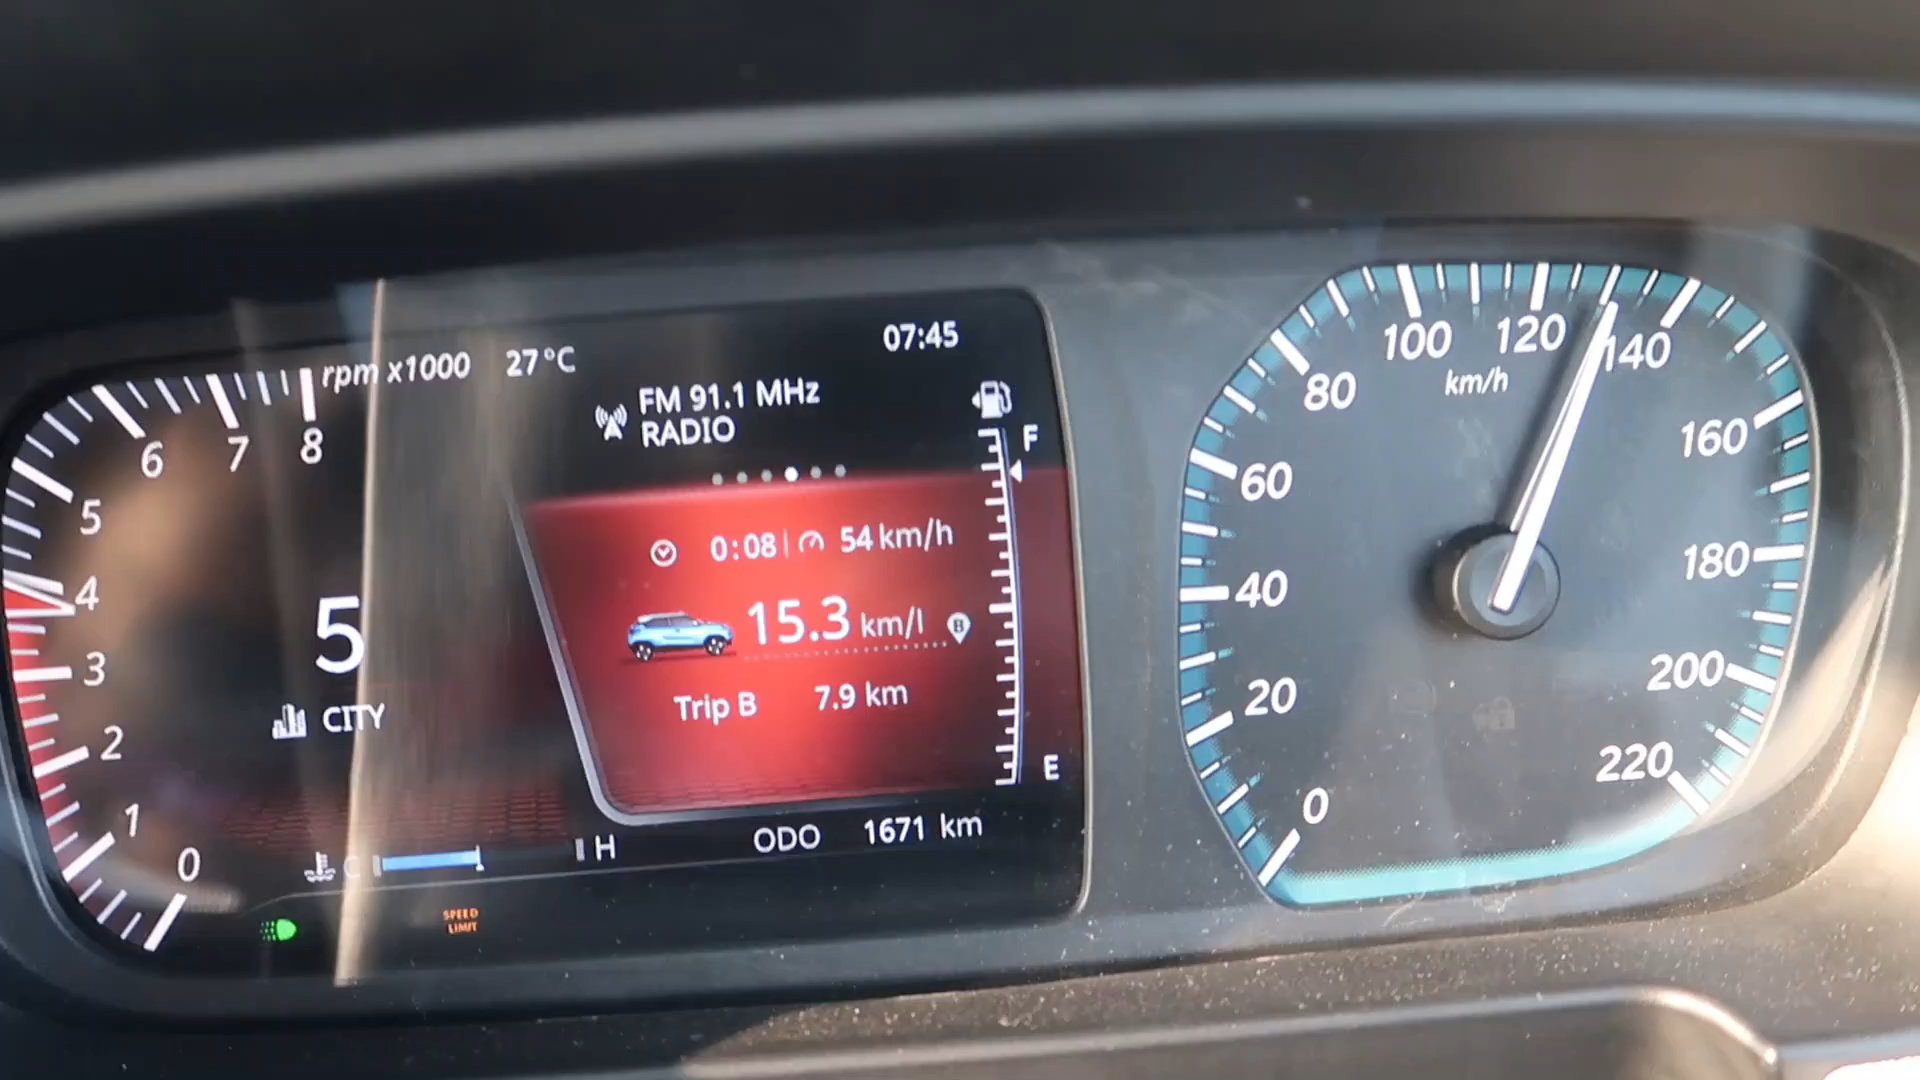 rpm x1000
27°C
07:45
FM 91.1 MHz
RADIO
F
0:08 54 km/h
15.3 km/l B
Trip B 7.9 km
E
ODO 1671 km
5
CITY
C H
SPEED
LIMIT
0
1
2
3
4
5
6
7
8
0
20
40
60
80
100
120
140
160
180
200
220
km/h